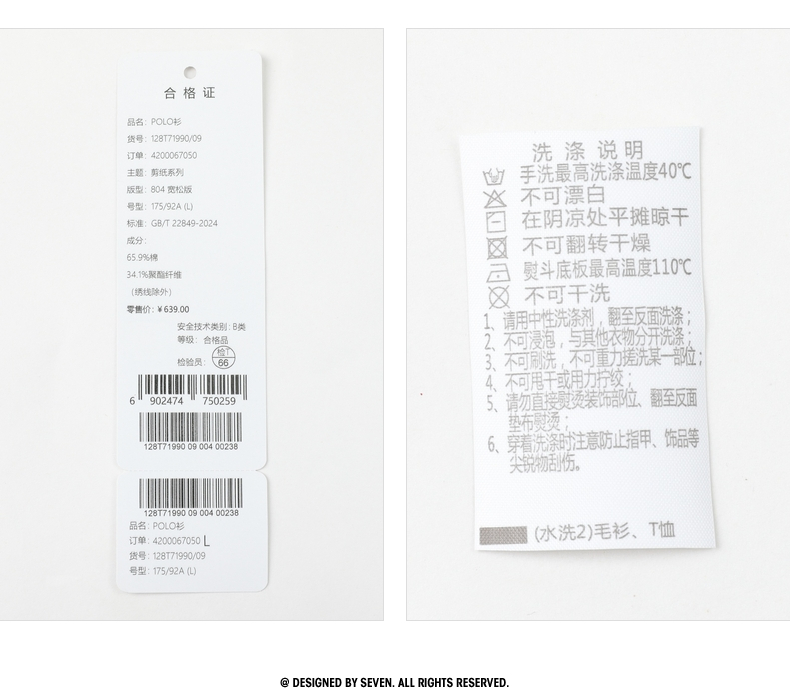 合格证
品名：POLO衫
货号：128T71990/09
订单：4200067050
主题：剪纸系列
版型：804 宽松版
号型：175/92A (L)
标准：GB/T 22849-2024
成分：
65.9%棉
34.1%聚酯纤维
（绣线除外）
零售价：¥639.00
安全技术类别：B类
等级：合格品
检验员：检1 66
6 902474 750259
128T71990 09 004 00238
128T71990 09 004 00238
品名：POLO衫
订单：4200067050 L
货号：128T71990/09
号型：175/92A (L)
洗涤说明
手洗最高洗涤温度40℃
不可漂白
在阴凉处平摊晾干
不可翻转干燥
熨斗底板最高温度110℃
不可干洗
1、请用中性洗涤剂，翻至反面洗涤；
2、不可浸泡，与其他衣物分开洗涤；
3、不可刷洗，不可重力搓洗某一部位；
4、不可甩干或用力拧绞；
5、请勿直接熨烫装饰部位、翻至反面
垫布熨烫；
6、穿着洗涤时注意防止指甲、饰品等
尖锐物刮伤。
(水洗2)毛衫、T恤
@ DESIGNED BY SEVEN. ALL RIGHTS RESERVED.